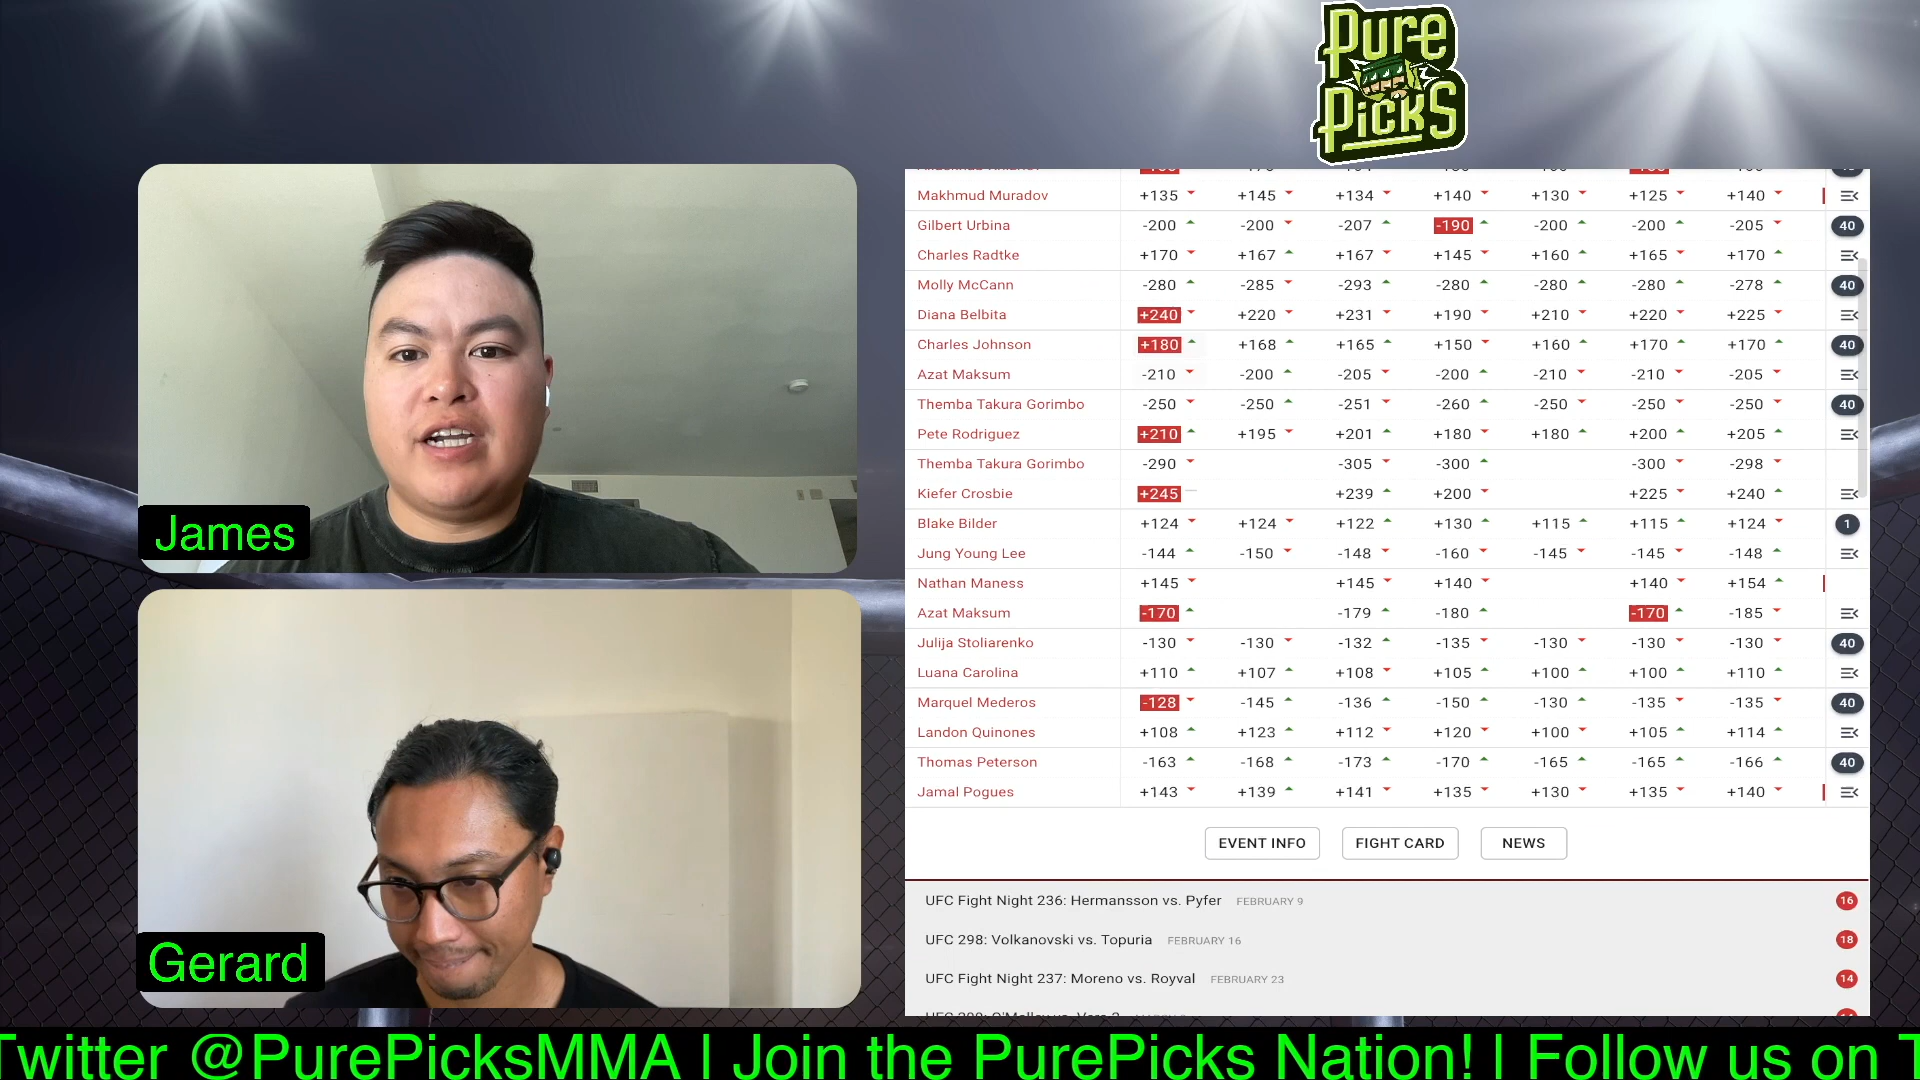 Pure
Picks
Makhmud Muradov +135 +145 +134 +140 +130 +125 +140
Gilbert Urbina -200 -200 -207 -190 -200 -200 -205 40
Charles Radtke +170 +167 +167 +145 +160 +165 +170
Molly McCann -280 -285 -293 -280 -280 -280 -278 40
Diana Belbita +240 +220 +231 +190 +210 +220 +225
Charles Johnson +180 +168 +165 +150 +160 +170 +170 40
Azat Maksum -210 -200 -205 -200 -210 -210 -205
Themba Takura Gorimbo -250 -250 -251 -260 -250 -250 -250 40
Pete Rodriguez +210 +195 +201 +180 +180 +200 +205
Themba Takura Gorimbo -290 -305 -300 -300 -298
Kiefer Crosbie +245 +239 +200 +225 +240
Blake Bilder +124 +124 +122 +130 +115 +115 +124 1
Jung Young Lee -144 -150 -148 -160 -145 -145 -148
Nathan Maness +145 +145 +140 +140 +154
Azat Maksum -170 -179 -180 -170 -185
Julija Stoliarenko -130 -130 -132 -135 -130 -130 -130 40
Luana Carolina +110 +107 +108 +105 +100 +100 +110
Marquel Mederos -128 -145 -136 -150 -130 -135 -135 40
Landon Quinones +108 +123 +112 +120 +100 +105 +114
Thomas Peterson -163 -168 -173 -170 -165 -165 -166 40
Jamal Pogues +143 +139 +141 +135 +130 +135 +140
EVENT INFO FIGHT CARD NEWS
UFC Fight Night 236: Hermansson vs. Pyfer FEBRUARY 9 16
UFC 298: Volkanovski vs. Topuria FEBRUARY 16 18
UFC Fight Night 237: Moreno vs. Royval FEBRUARY 23 14
James
Gerard
Twitter @PurePicksMMA | Join the PurePicks Nation! | Follow us on T